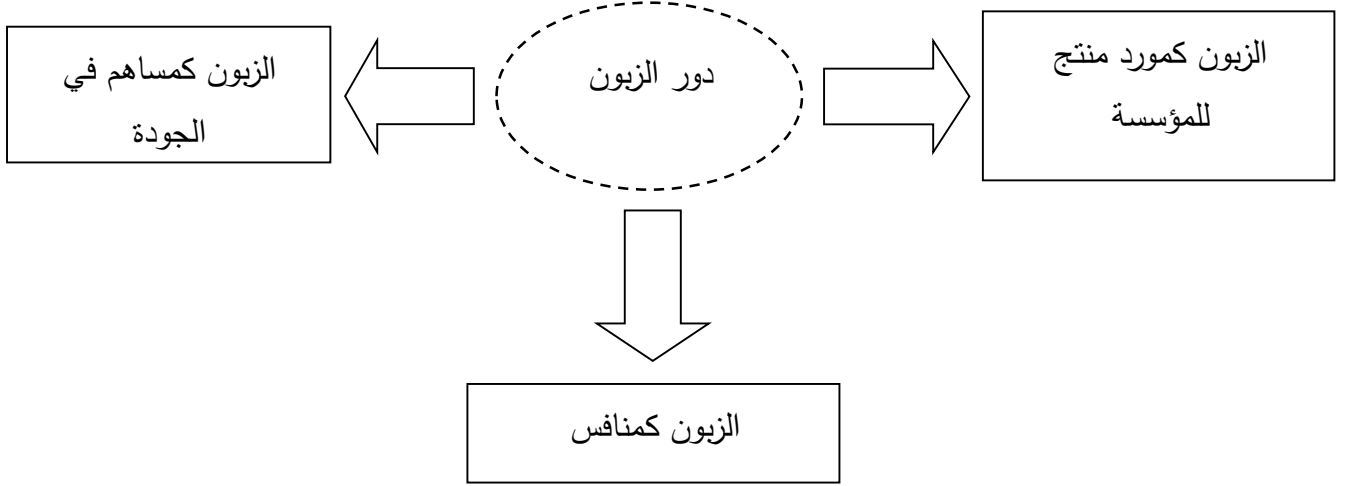 الزبون كمورد منتج
للمؤسسة
دور الزبون
الزبون كمساهم في
الجودة
الزبون كمنافس